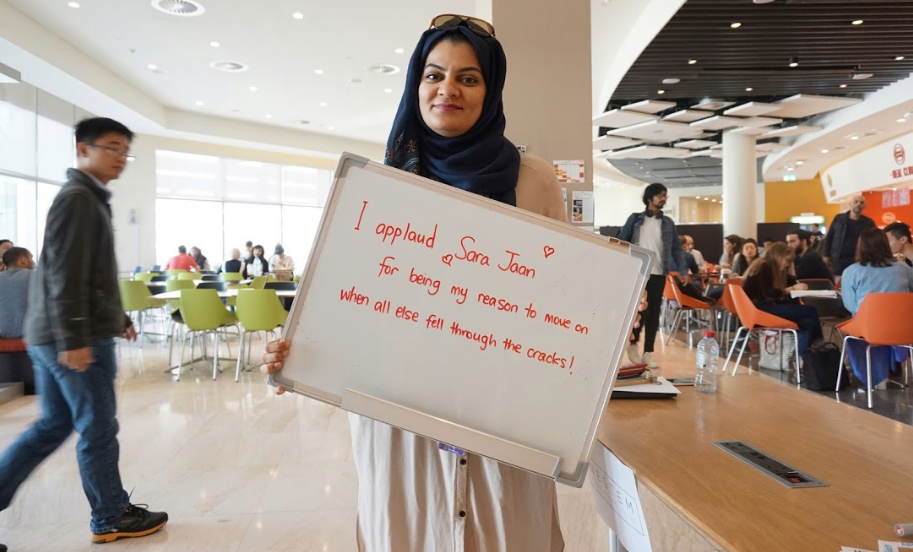 I applaud Sara Jaan
for being my reason to move on
when all else fell through the cracks!